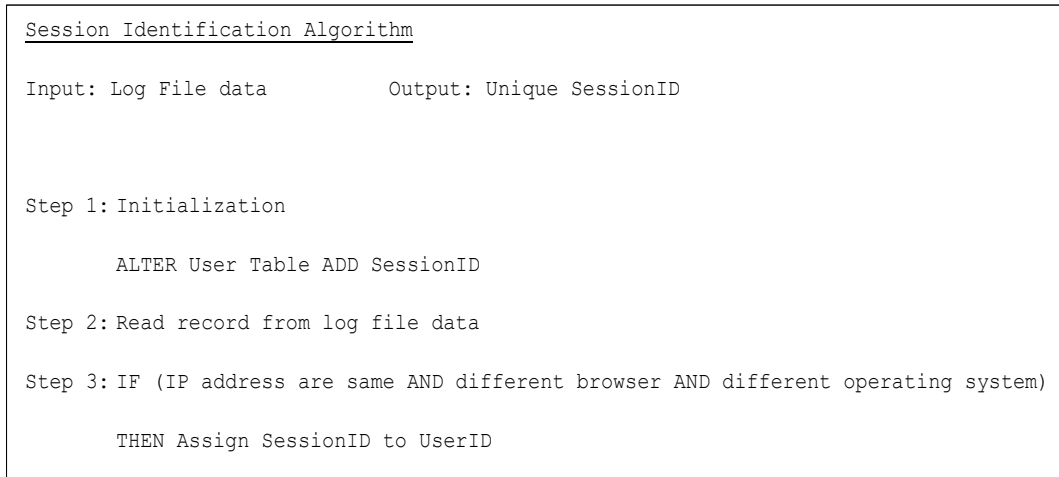 Session Identification Algorithm
Input: Log File data Output: Unique SessionID
Step 1: Initialization
ALTER User Table ADD SessionID
Step 2: Read record from log file data
Step 3: IF (IP address are same AND different browser AND different operating system)
THEN Assign SessionID to UserID